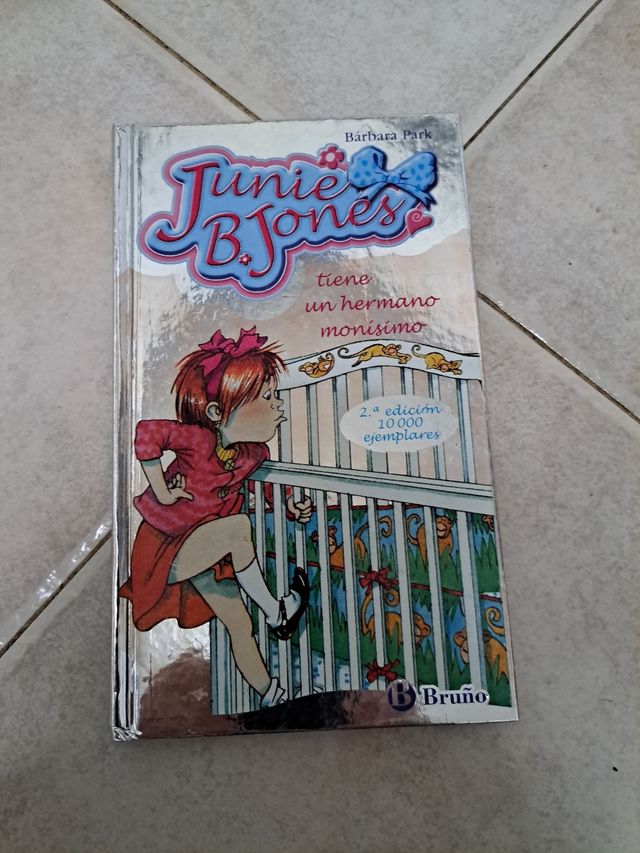 Bárbara Park
Junie
B. Jones
tiene
un hermano
monísimo
2.ª edición
10 000
ejemplares
B Bruño